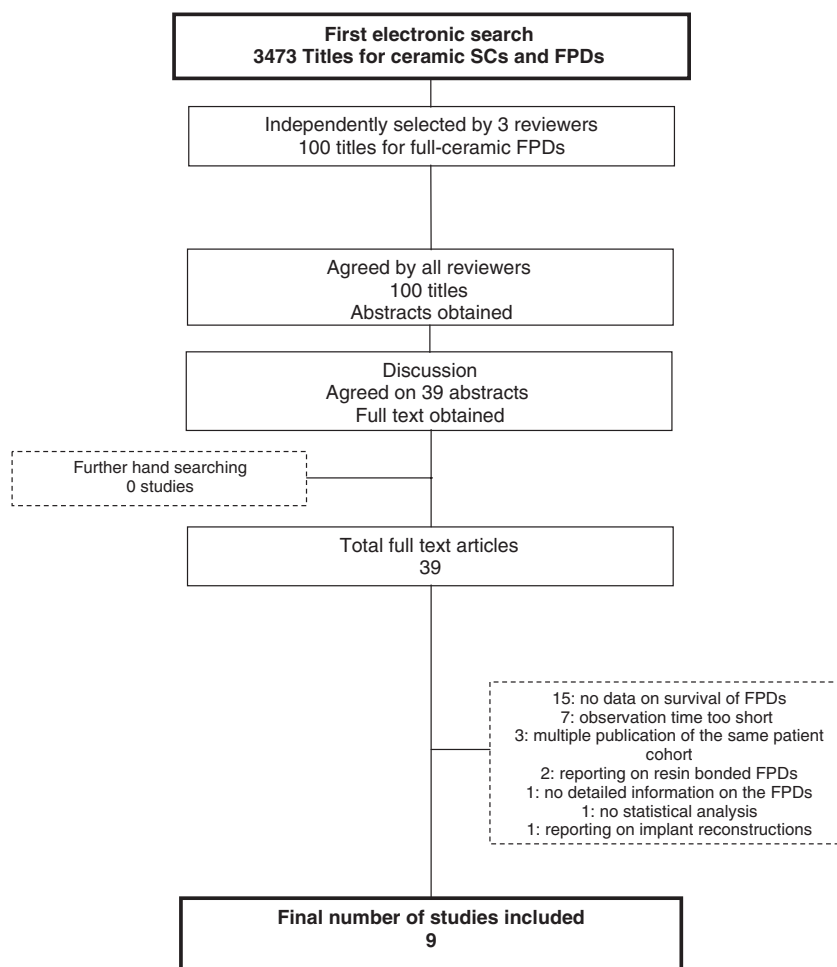 First electronic search
3473 Titles for ceramic SCs and FPDs
Independently selected by 3 reviewers
100 titles for full-ceramic FPDs
Agreed by all reviewers
100 titles
Abstracts obtained
Discussion
Agreed on 39 abstracts
Full text obtained
Further hand searching
0 studies
Total full text articles
39
15: no data on survival of FPDs
7: observation time too short
3: multiple publication of the same patient
cohort
2: reporting on resin bonded FPDs
1: no detailed information on the FPDs
1: no statistical analysis
1: reporting on implant reconstructions
Final number of studies included
9